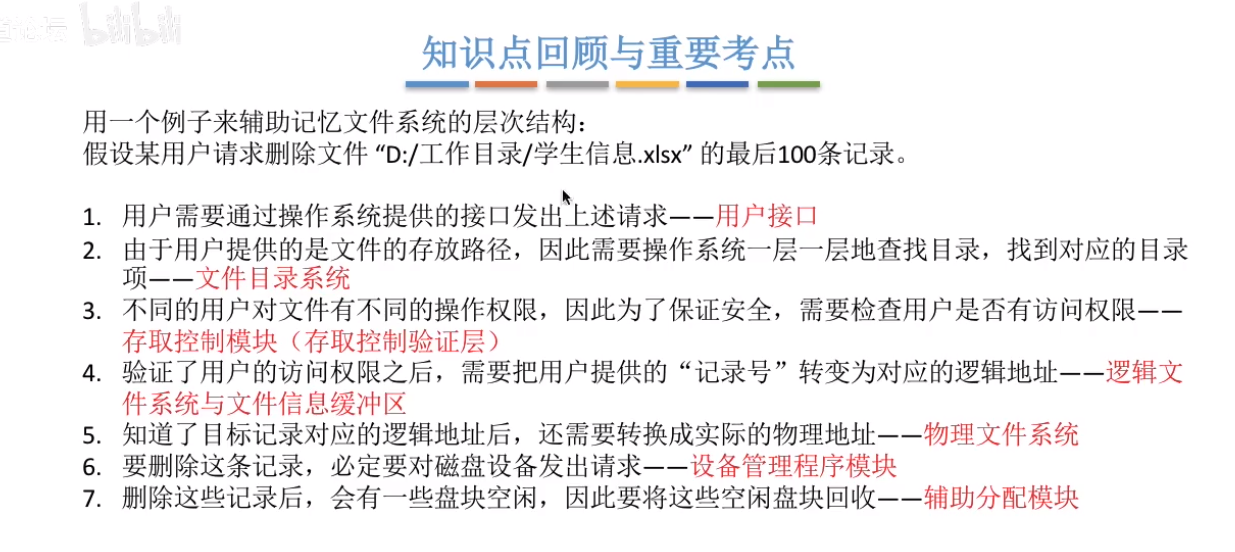 bilibili
知识点回顾与重要考点
用一个例子来辅助记忆文件系统的层次结构：
假设某用户请求删除文件 “D:/工作目录/学生信息.xlsx” 的最后100条记录。
1. 用户需要通过操作系统提供的接口发出上述请求——用户接口
2. 由于用户提供的是文件的存放路径，因此需要操作系统一层一层地查找目录，找到对应的目录
项——文件目录系统
3. 不同的用户对文件有不同的操作权限，因此为了保证安全，需要检查用户是否有访问权限——
存取控制模块（存取控制验证层）
4. 验证了用户的访问权限之后，需要把用户提供的“记录号”转变为对应的逻辑地址——逻辑文
件系统与文件信息缓冲区
5. 知道了目标记录对应的逻辑地址后，还需要转换成实际的物理地址——物理文件系统
6. 要删除这条记录，必定要对磁盘设备发出请求——设备管理程序模块
7. 删除这些记录后，会有一些盘块空闲，因此要将这些空闲盘块回收——辅助分配模块